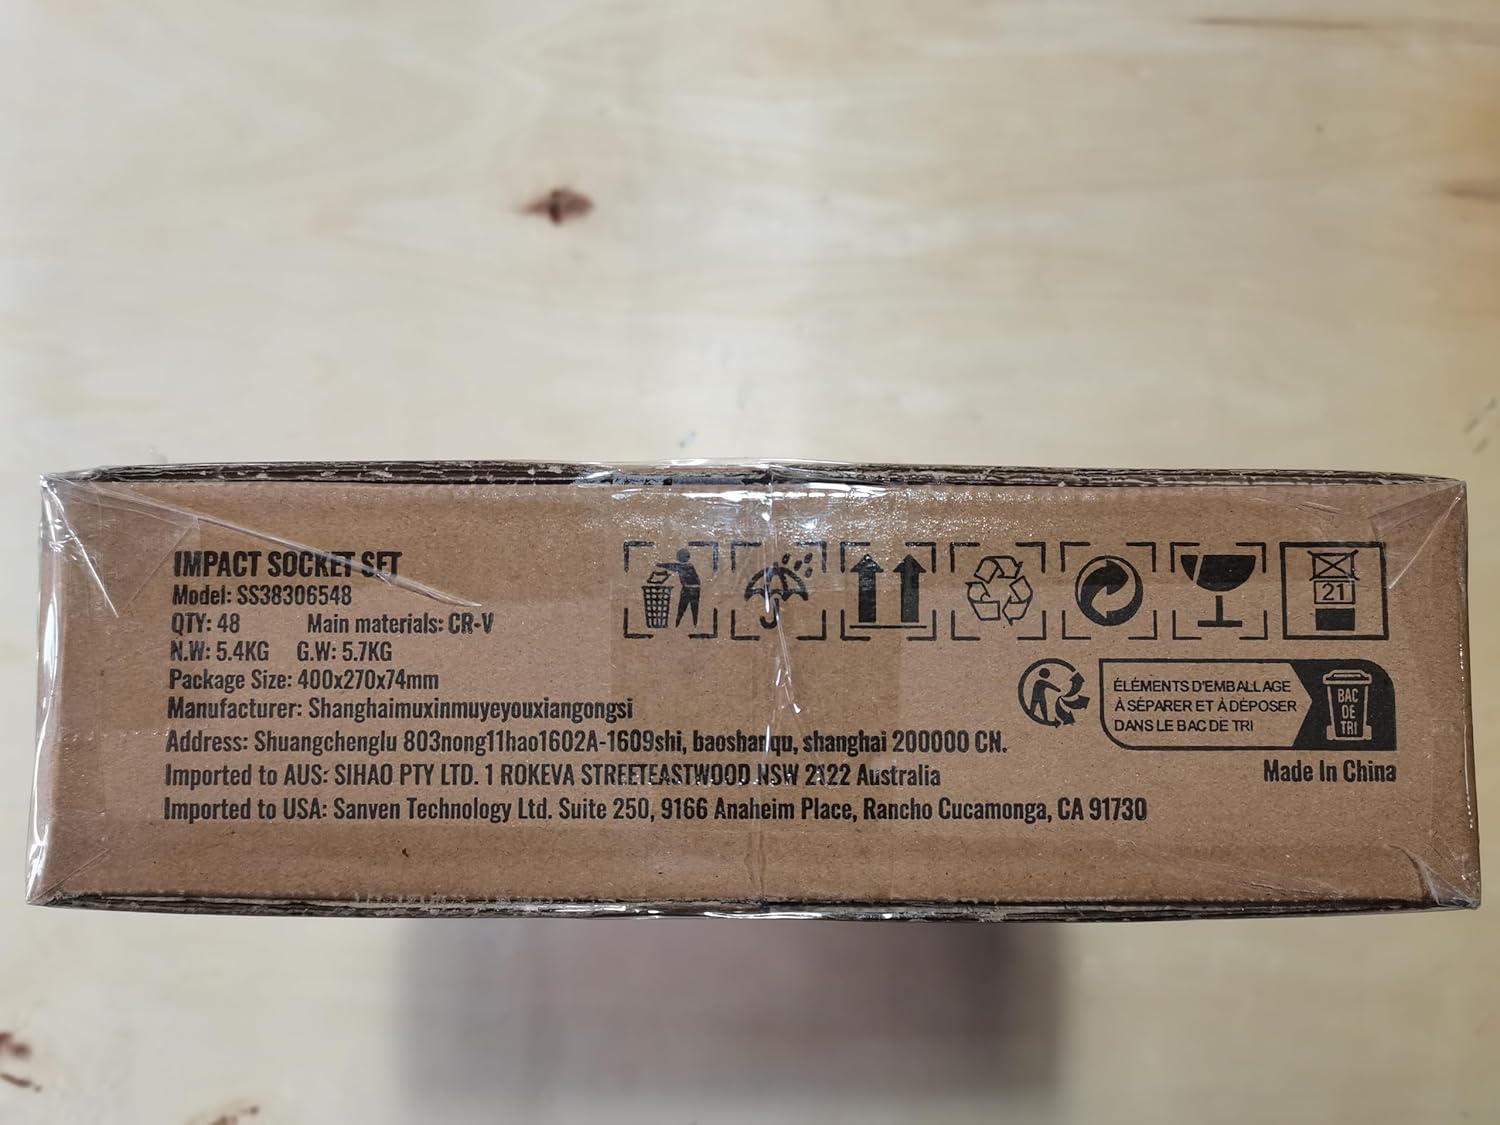 IMPACT SOCKET SET
Model: SS38306548
QTY: 48 Main materials: CR-V
N.W: 5.4KG G.W: 5.7KG
Package Size: 400x270x74mm
Manufacturer: Shanghaimuxinmuyeyouxiangongsi
Address: Shuangchenglu 803nong11hao1602A-1609shi, baoshanqu, shanghai 200000 CN.
Imported to AUS: SIHAO PTY LTD. 1 ROKEVA STREETEASTWOOD NSW 2122 Australia
Imported to USA: Sanven Technology Ltd. Suite 250, 9166 Anaheim Place, Rancho Cucamonga, CA 91730
21
ÉLÉMENTS D'EMBALLAGE
À SÉPARER ET À DÉPOSER
DANS LE BAC DE TRI
BAC
DE
TRI
Made In China